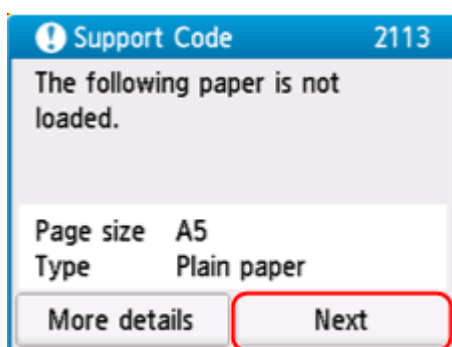 Support Code 2113
The following paper is not
loaded.
Page size A5
Type Plain paper
More details Next